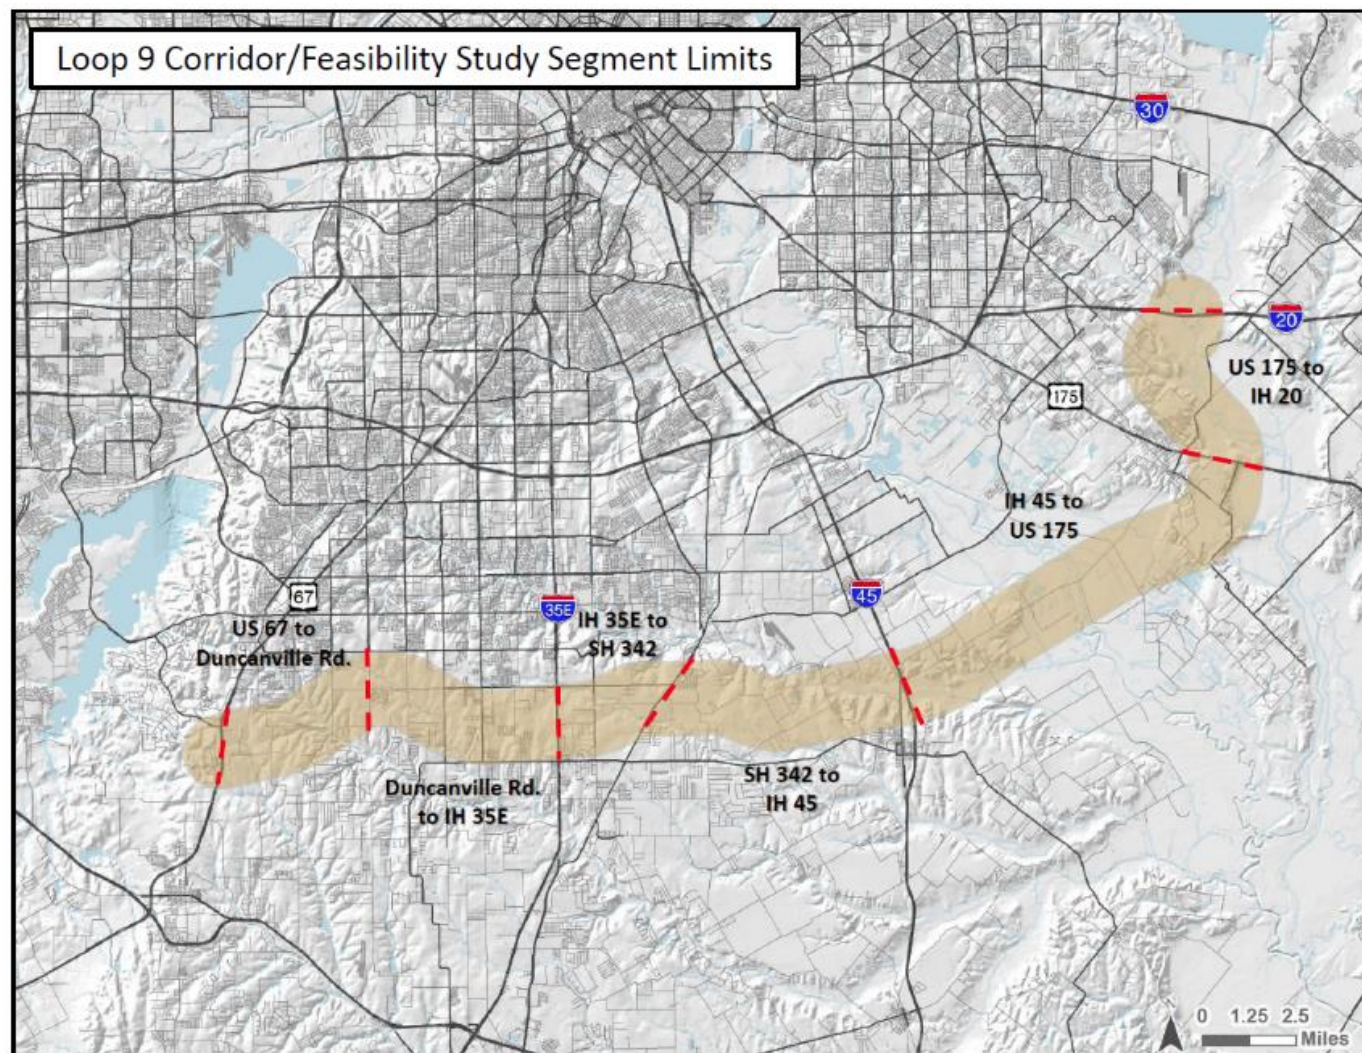 Loop 9 Corridor/Feasibility Study Segment Limits
30
20
US 175 to
IH 20
175
IH 45 to
US 175
67
US 67 to
Duncanville Rd.
35E
IH 35E to
SH 342
45
Duncanville Rd.
to IH 35E
SH 342 to
IH 45
0 1.25 2.5
Miles